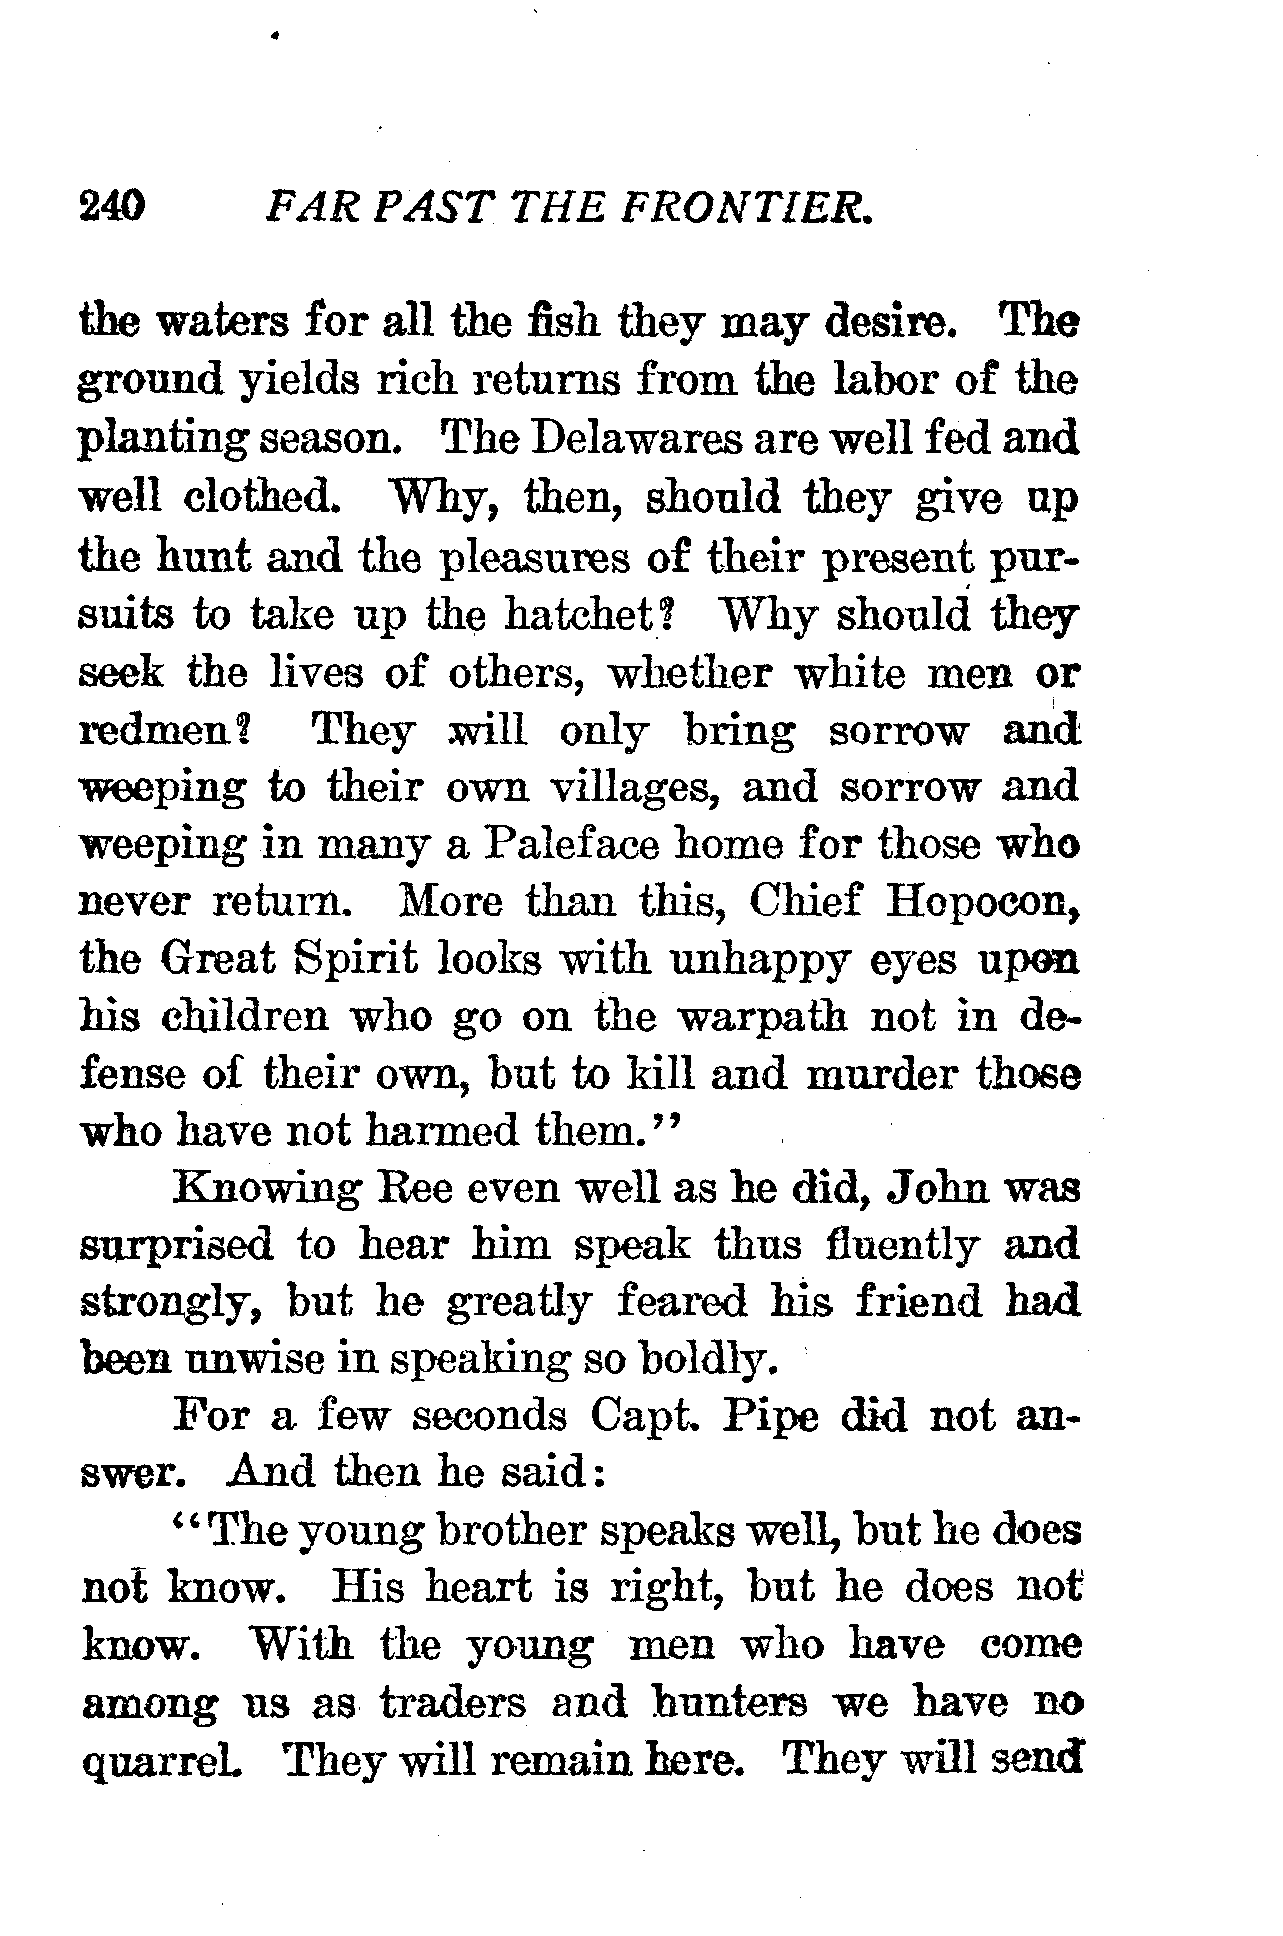 240 FAR PAST THE FRONTIER.
the waters for all the fish they may desire. The
ground yields rich returns from the labor of the
planting season. The Delawares are well fed and
well clothed. Why, then, should they give up
the hunt and the pleasures of their present pur-
suits to take up the hatchet? Why should they
seek the lives of others, whether white men or
redmen? They will only bring sorrow and
weeping to their own villages, and sorrow and
weeping in many a Paleface home for those who
never return. More than this, Chief Hopocon,
the Great Spirit looks with unhappy eyes upon
his children who go on the warpath not in de-
fense of their own, but to kill and murder those
who have not harmed them."
Knowing Ree even well as he did, John was
surprised to hear him speak thus fluently and
strongly, but he greatly feared his friend had
been unwise in speaking so boldly.
For a few seconds Capt. Pipe did not an-
swer. And then he said:
"The young brother speaks well, but he does
not know. His heart is right, but he does not
know. With the young men who have come
among us as traders and hunters we have no
quarrel. They will remain here. They will send